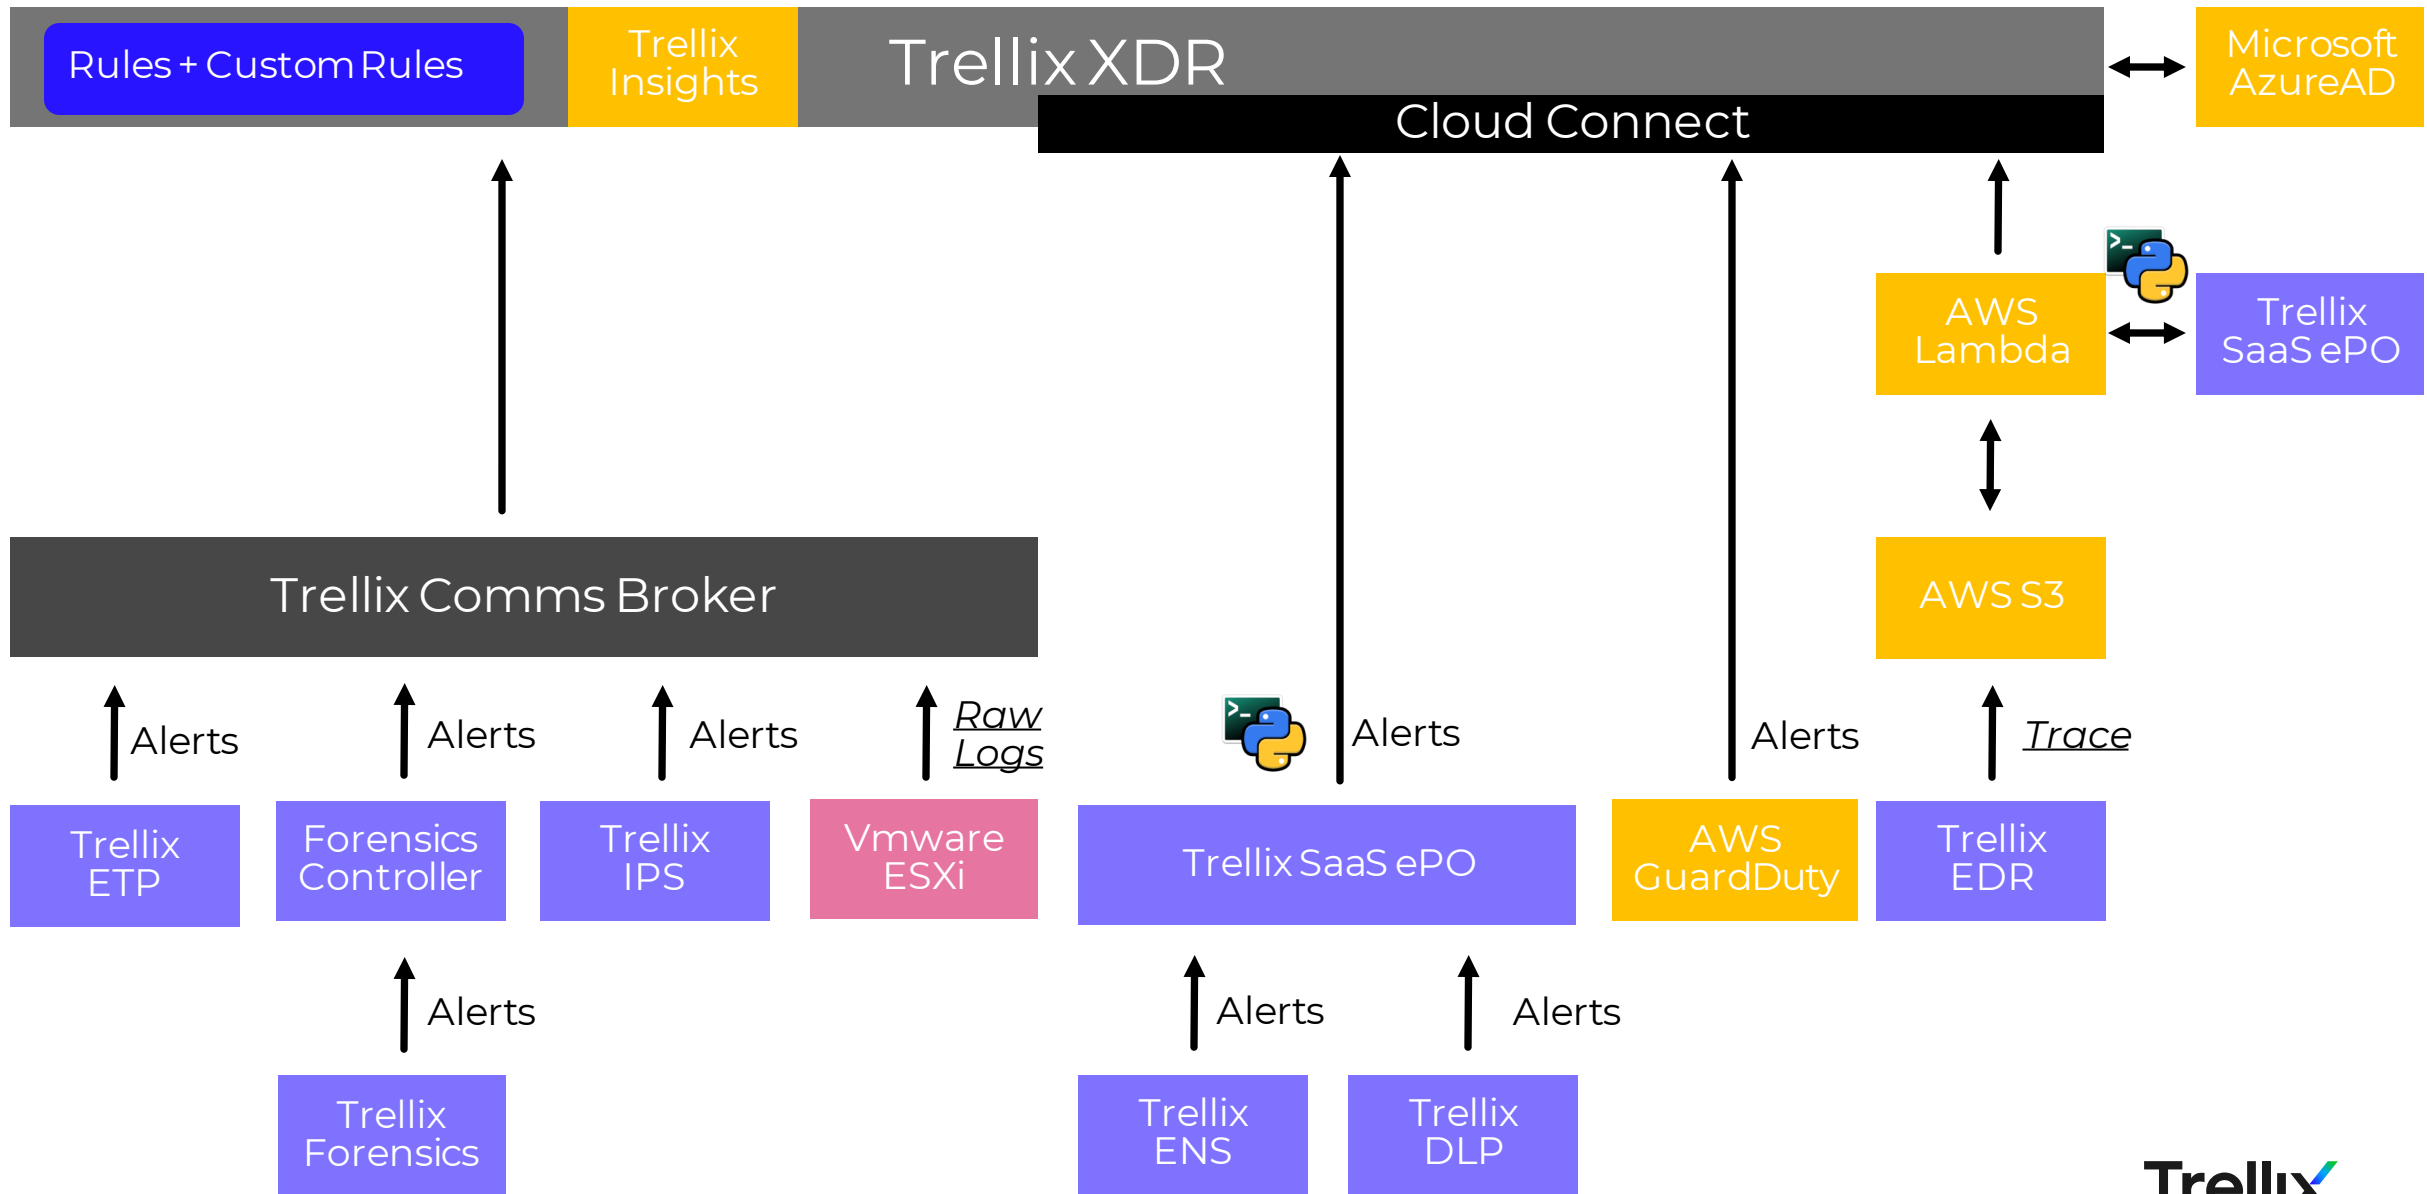 Rules + Custom Rules
Trellix
Insights
Trellix XDR
Cloud Connect
Microsoft
AzureAD
AWS
Lambda
Trellix
SaaS ePO
Trellix Comms Broker
AWS S3
Alerts
Alerts
Alerts
Raw
Logs
Alerts
Alerts
Trace
Trellix
ETP
Forensics
Controller
Trellix
IPS
Vmware
ESXi
Trellix SaaS ePO
AWS
GuardDuty
Trellix
EDR
Alerts
Alerts
Alerts
Trellix
Forensics
Trellix
ENS
Trellix
DLP
Trellix